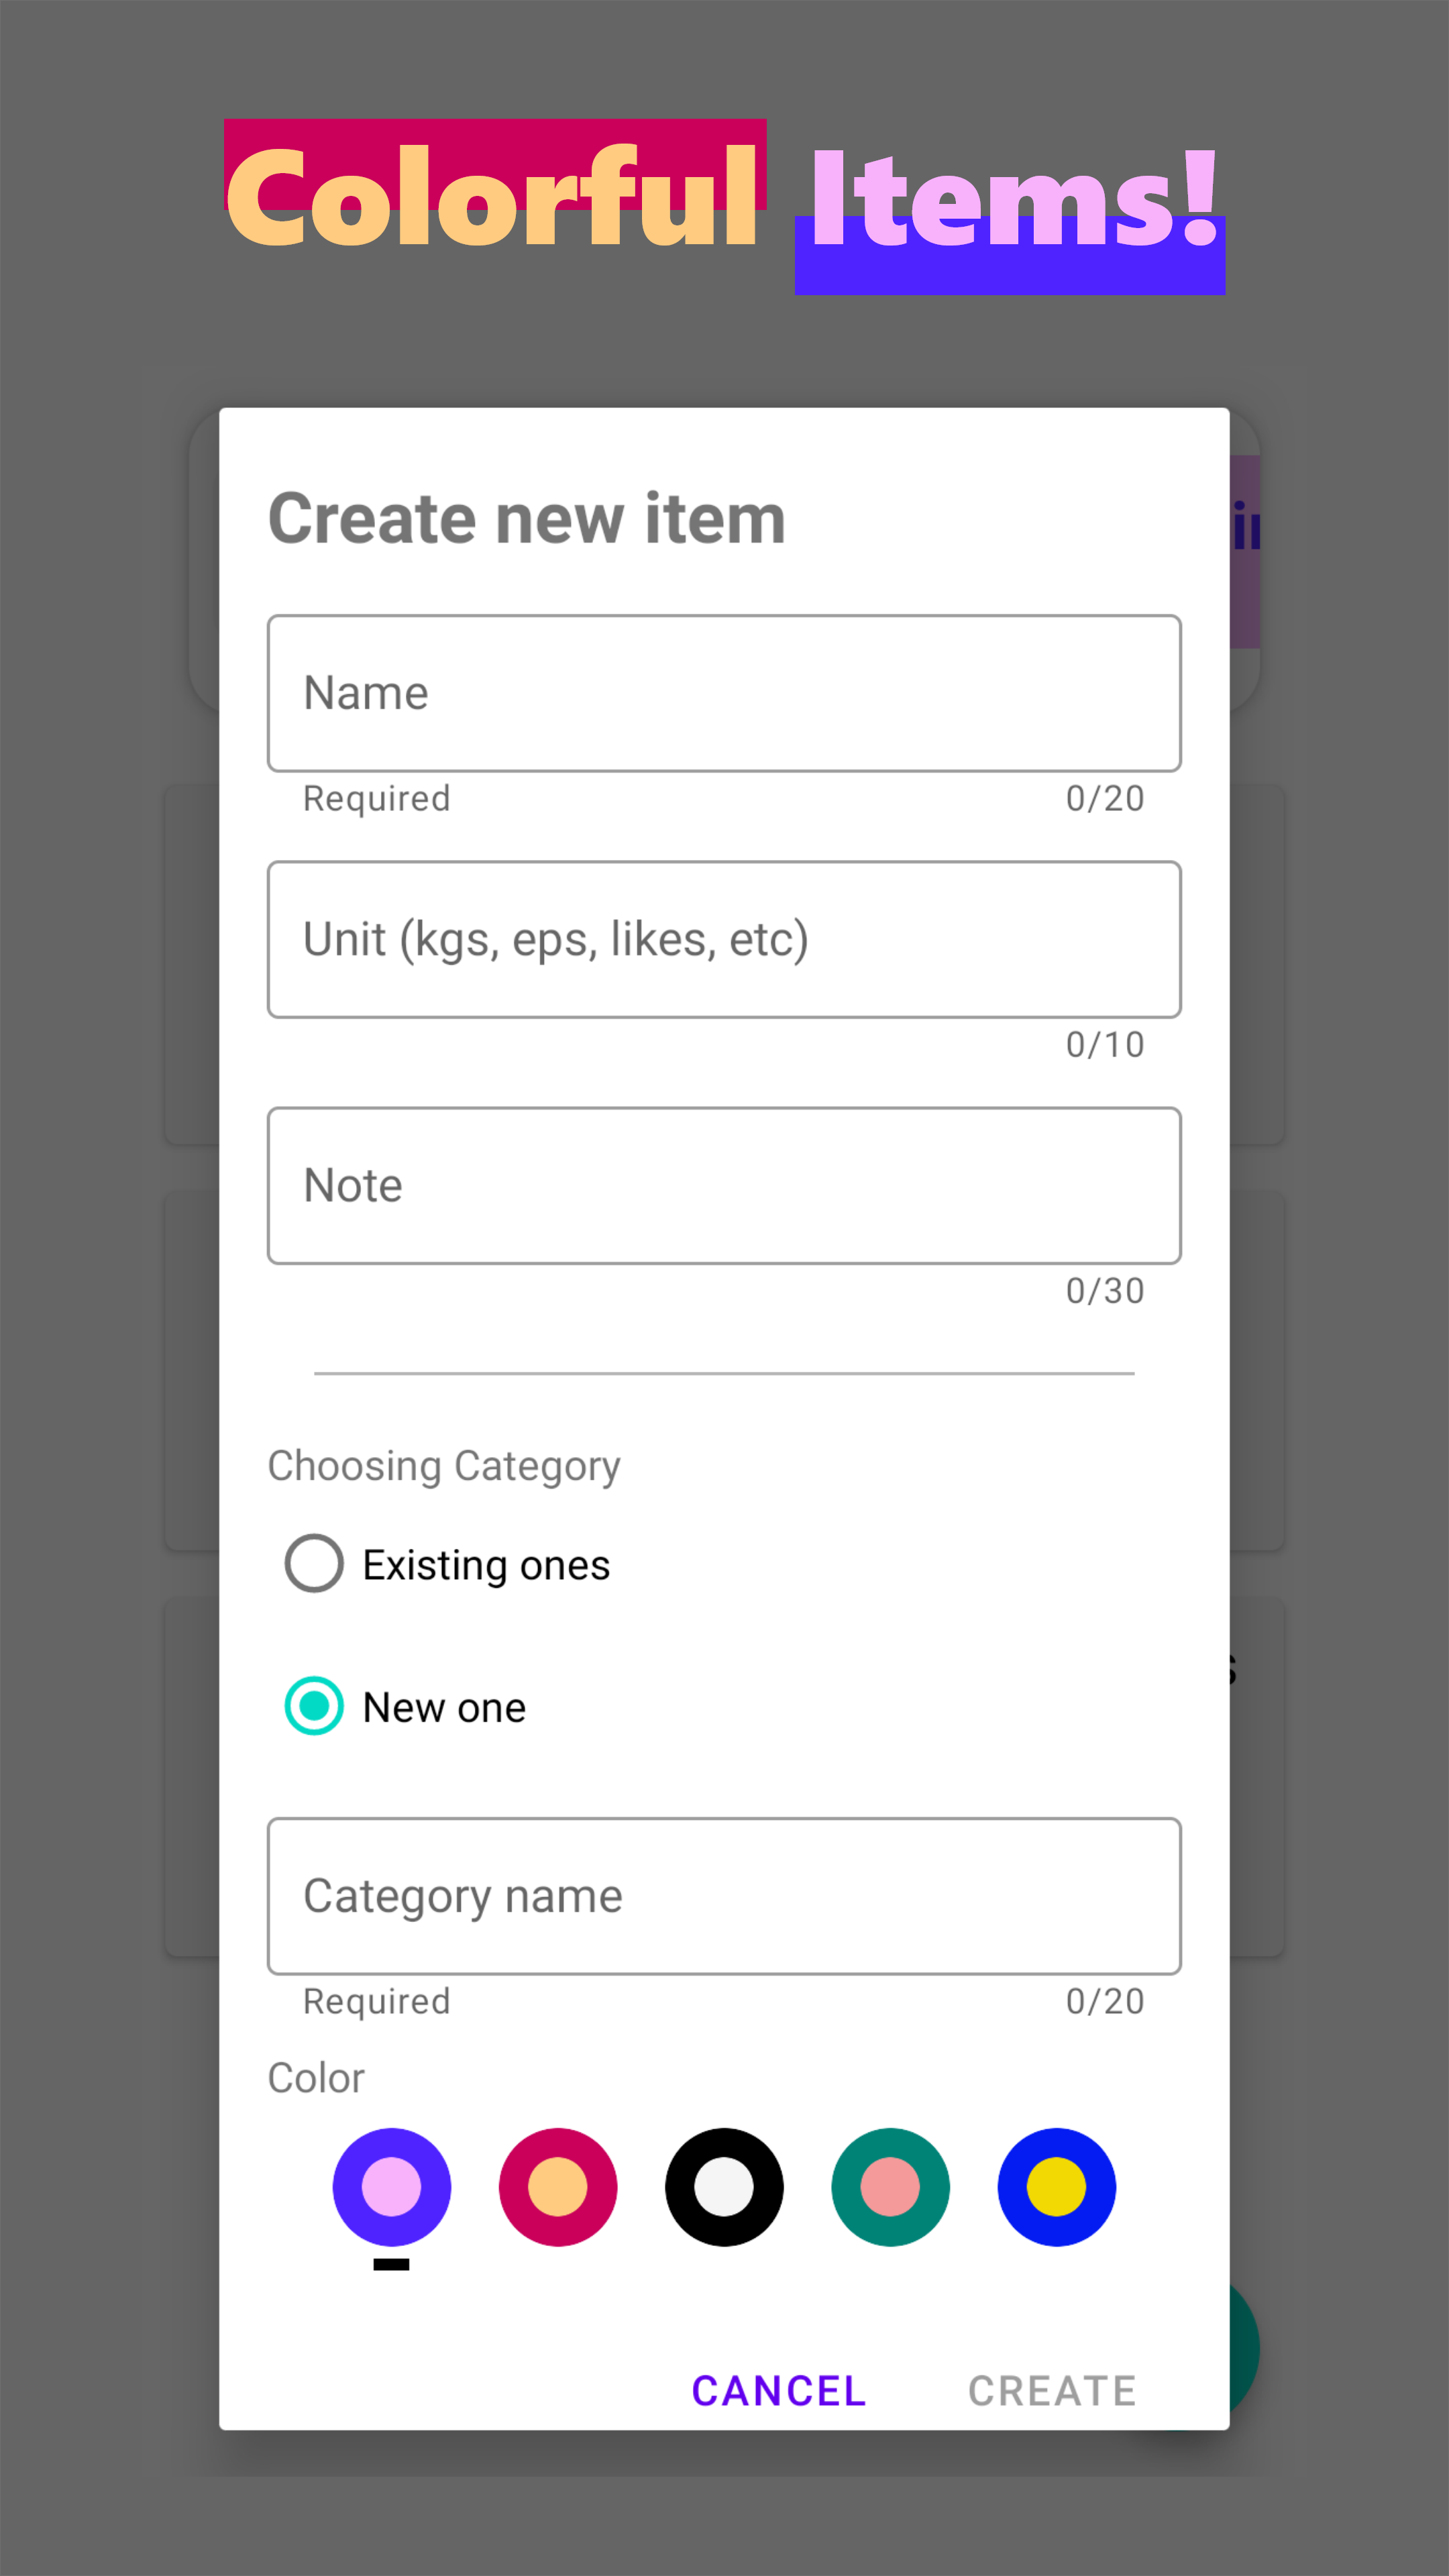 Colorful Items!
Create new item
Name
Required 0/20
Unit (kgs, eps, likes, etc)
0/10
Note
0/30
Choosing Category
Existing ones
New one
Category name
Required 0/20
Color
CANCEL CREATE